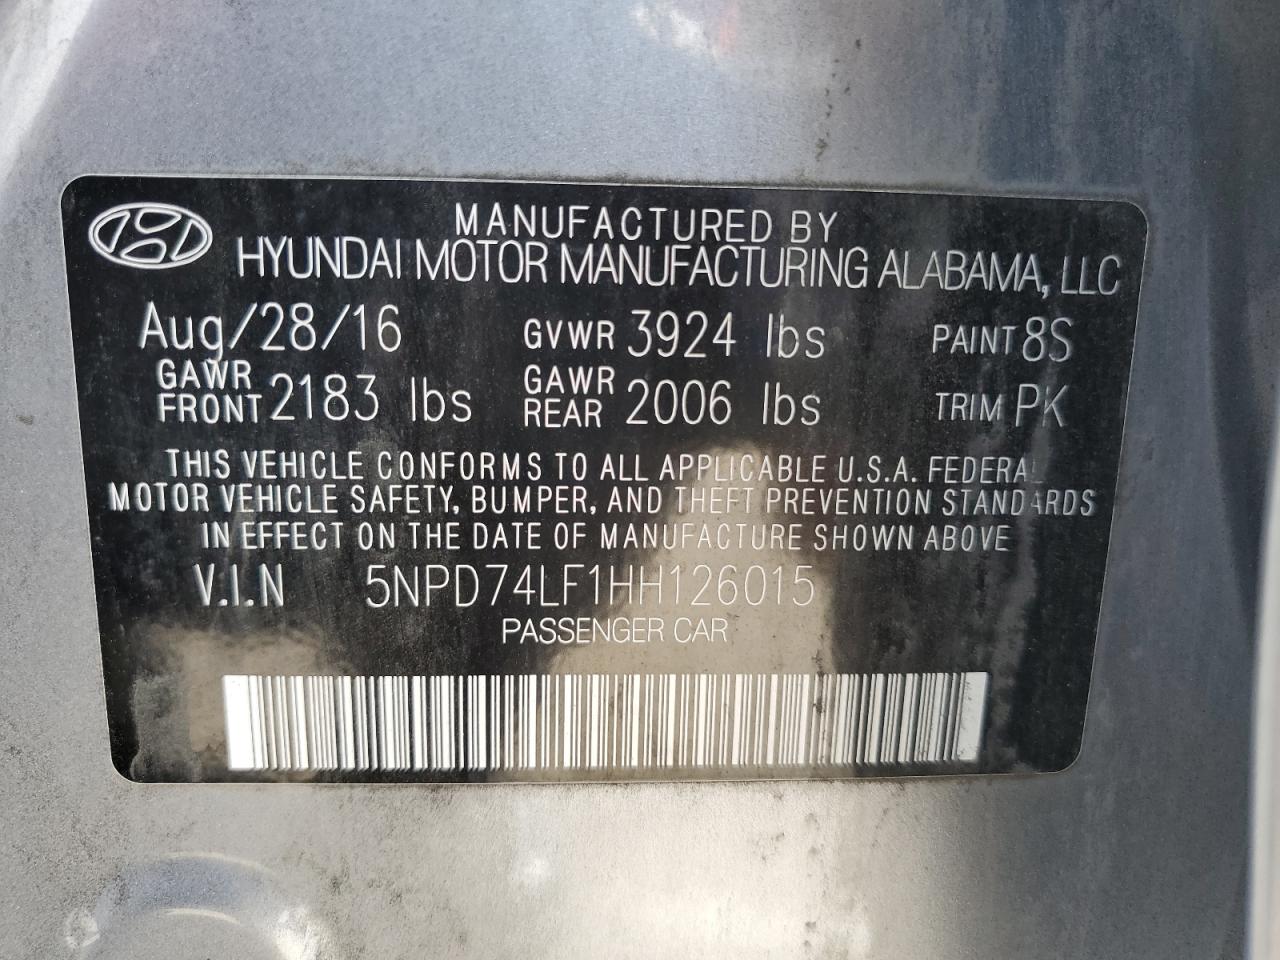 MANUFACTURED BY
HYUNDAI MOTOR MANUFACTURING ALABAMA, LLC
Aug/28/16 GVWR 3924 lbs PAINT 8S
GAWR FRONT 2183 lbs GAWR REAR 2006 lbs TRIM PK
THIS VEHICLE CONFORMS TO ALL APPLICABLE U.S.A. FEDERAL
MOTOR VEHICLE SAFETY, BUMPER, AND THEFT PREVENTION STANDARDS
IN EFFECT ON THE DATE OF MANUFACTURE SHOWN ABOVE
V.I.N 5NPD74LF1HH126015
PASSENGER CAR